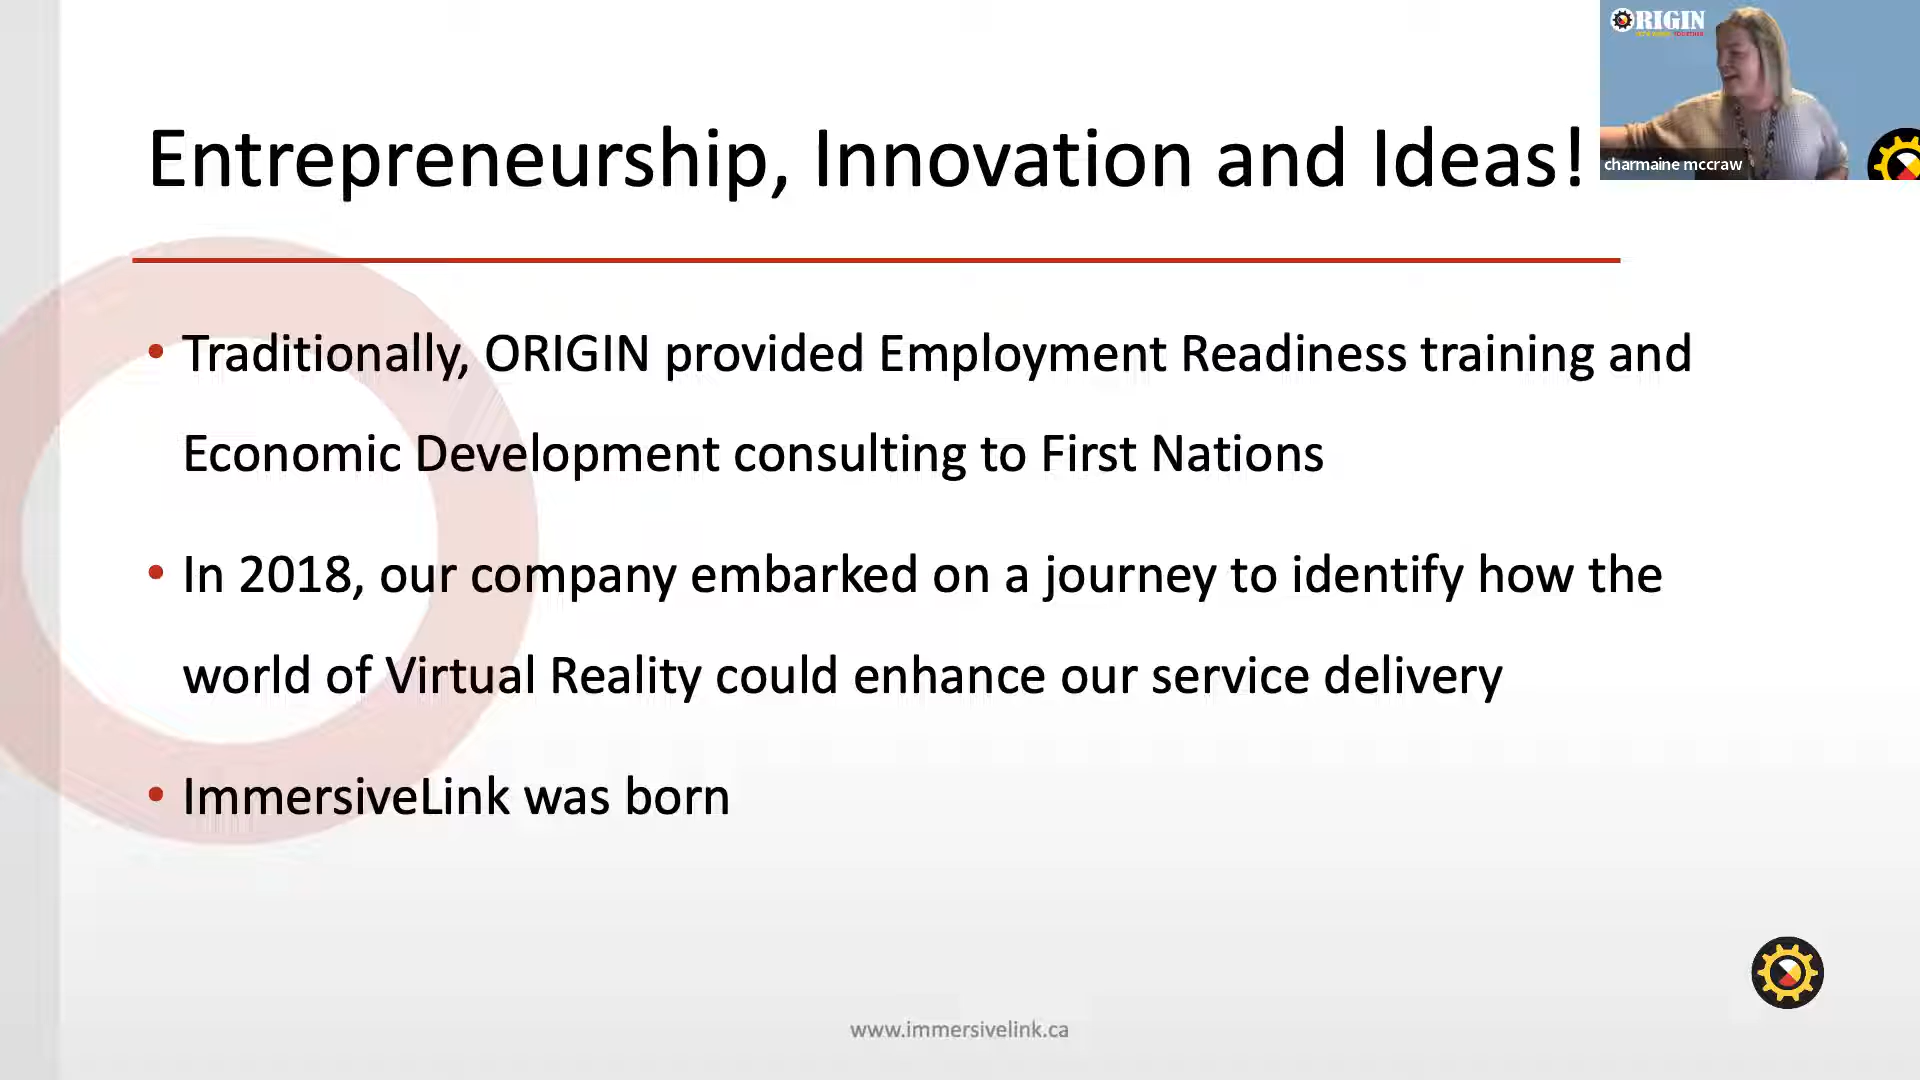 Entrepreneurship, Innovation and Ideas!
RIGIN
charmaine mccraw
• Traditionally, ORIGIN provided Employment Readiness training and
Economic Development consulting to First Nations
• In 2018, our company embarked on a journey to identify how the
world of Virtual Reality could enhance our service delivery
• ImmersiveLink was born
www.immersivelink.ca